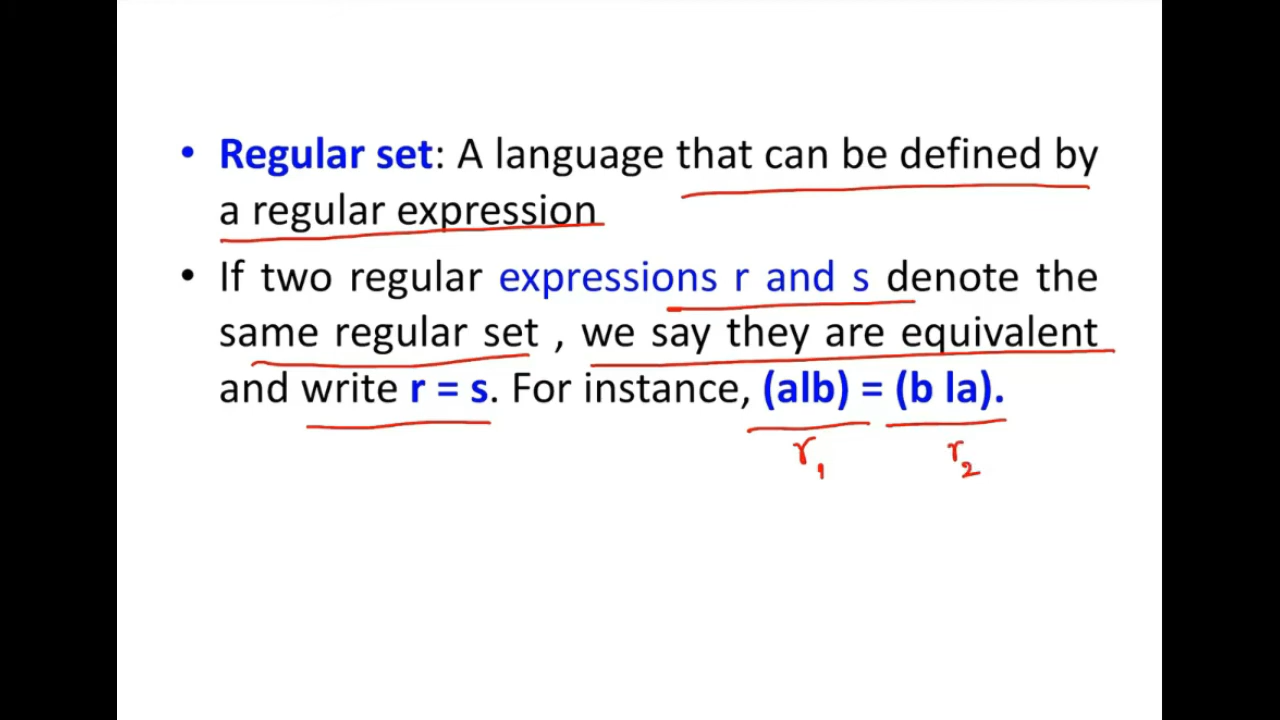 • Regular set: A language that can be defined by
a regular expression
• If two regular expressions r and s denote the
same regular set , we say they are equivalent
and write r = s. For instance, (alb) = (b la).
r1 r2